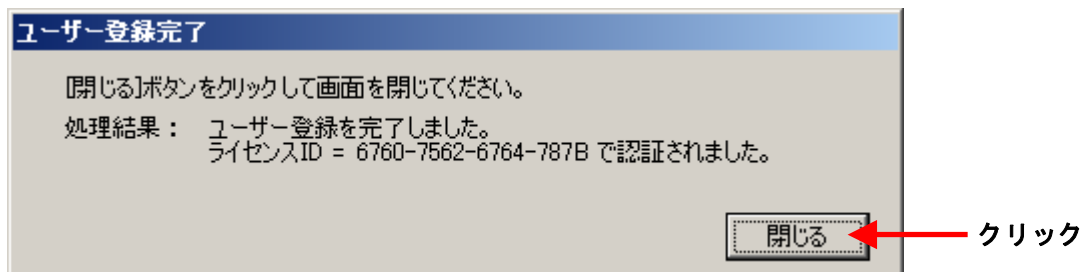 ユーザー登録完了
[閉じる]ボタンをクリックして画面を閉じてください。
処理結果： ユーザー登録を完了しました。
ライセンスID = 6760-7562-6764-787B で認証されました。
閉じる クリック